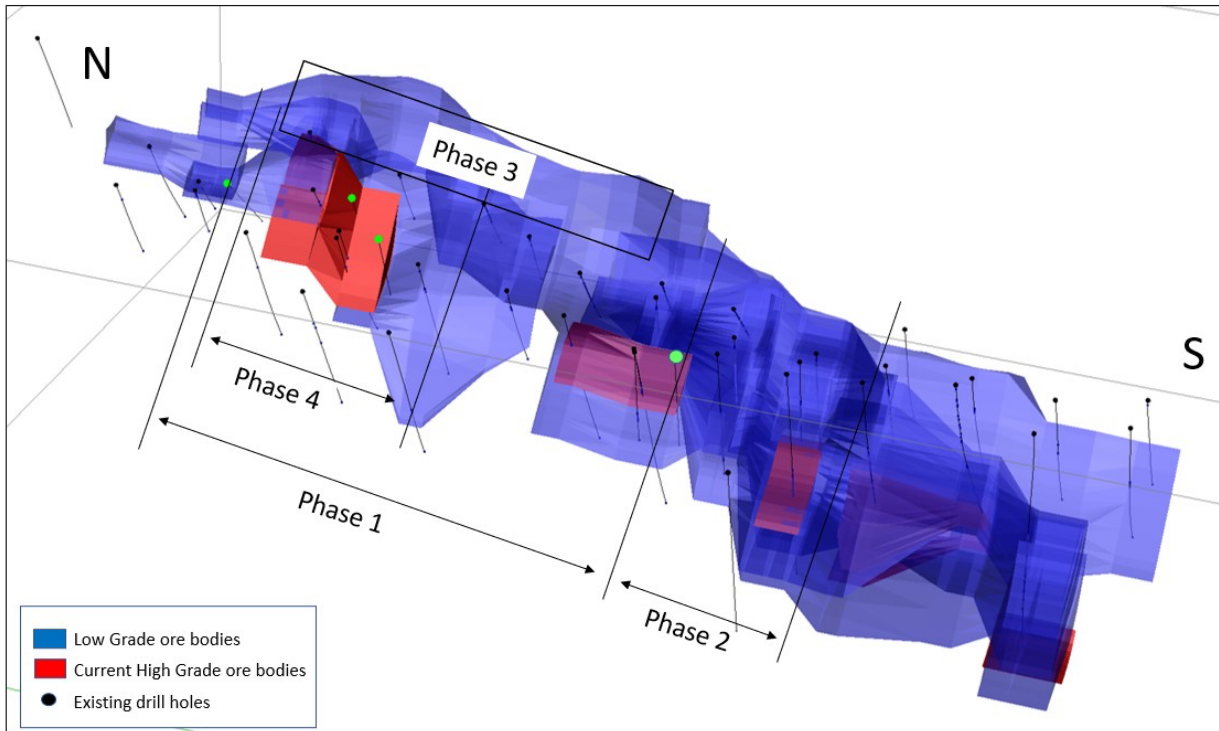 N
Phase 3
S
Phase 4
Phase 1
Phase 2
Low Grade ore bodies
Current High Grade ore bodies
Existing drill holes